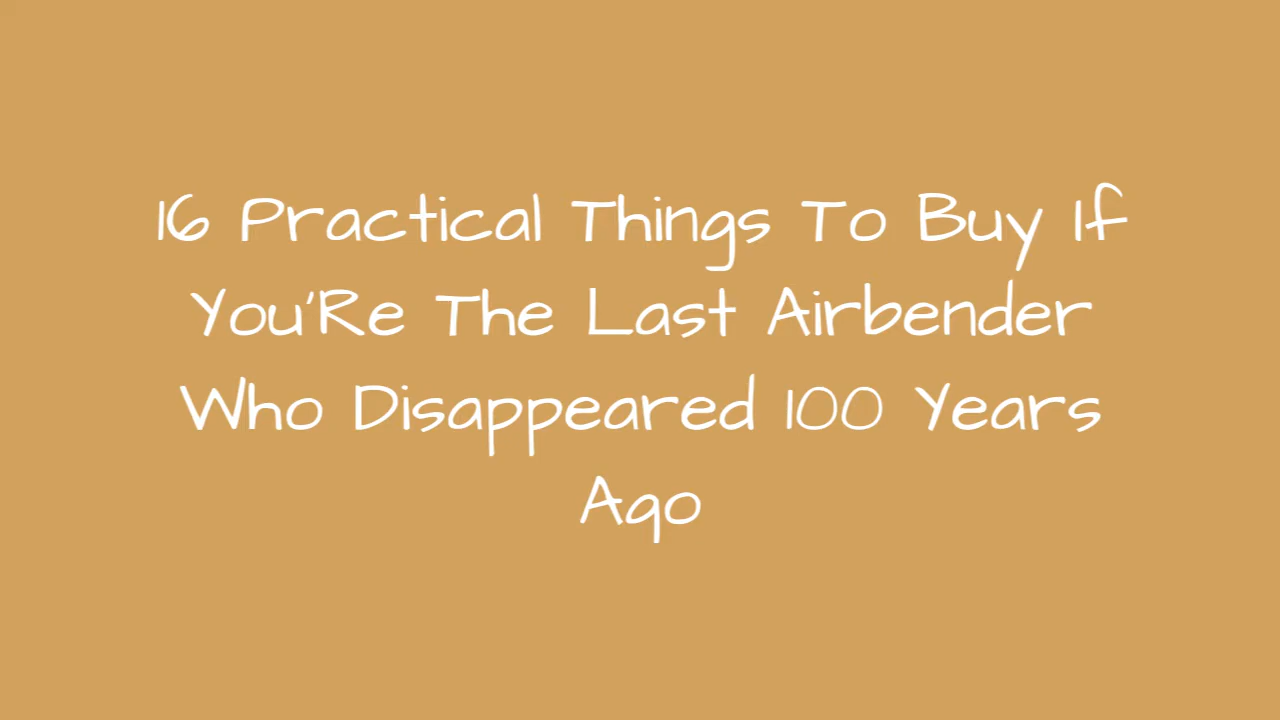 16 Practical Things To Buy If
You'Re The Last Airbender
Who Disappeared 100 Years
Ago